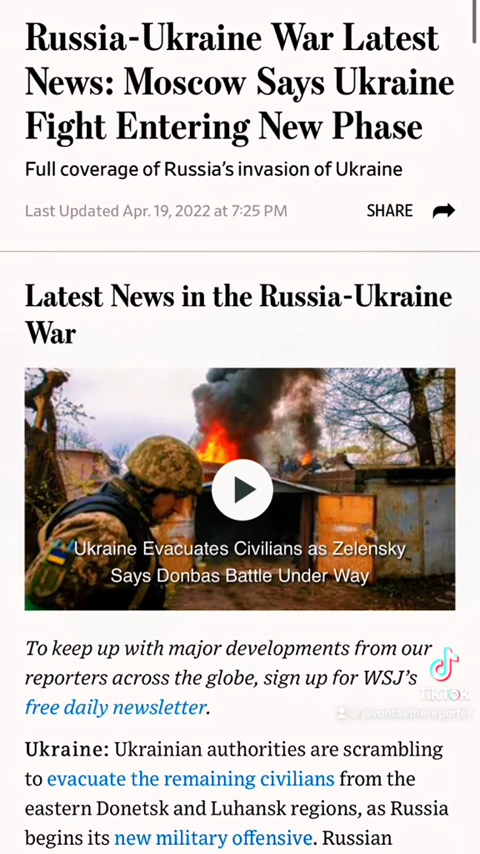 Russia-Ukraine War Latest
News: Moscow Says Ukraine
Fight Entering New Phase
Full coverage of Russia's invasion of Ukraine
Last Updated Apr. 19, 2022 at 7:25 PM
SHARE
Latest News in the Russia-Ukraine
War
Ukraine Evacuates Civilians as Zelensky
Says Donbas Battle Under Way
To keep up with major developments from our
reporters across the globe, sign up for WSJ's
free daily newsletter.
TikTok
@javontaethereporter
Ukraine: Ukrainian authorities are scrambling
to evacuate the remaining civilians from the
eastern Donetsk and Luhansk regions, as Russia
begins its new military offensive. Russian